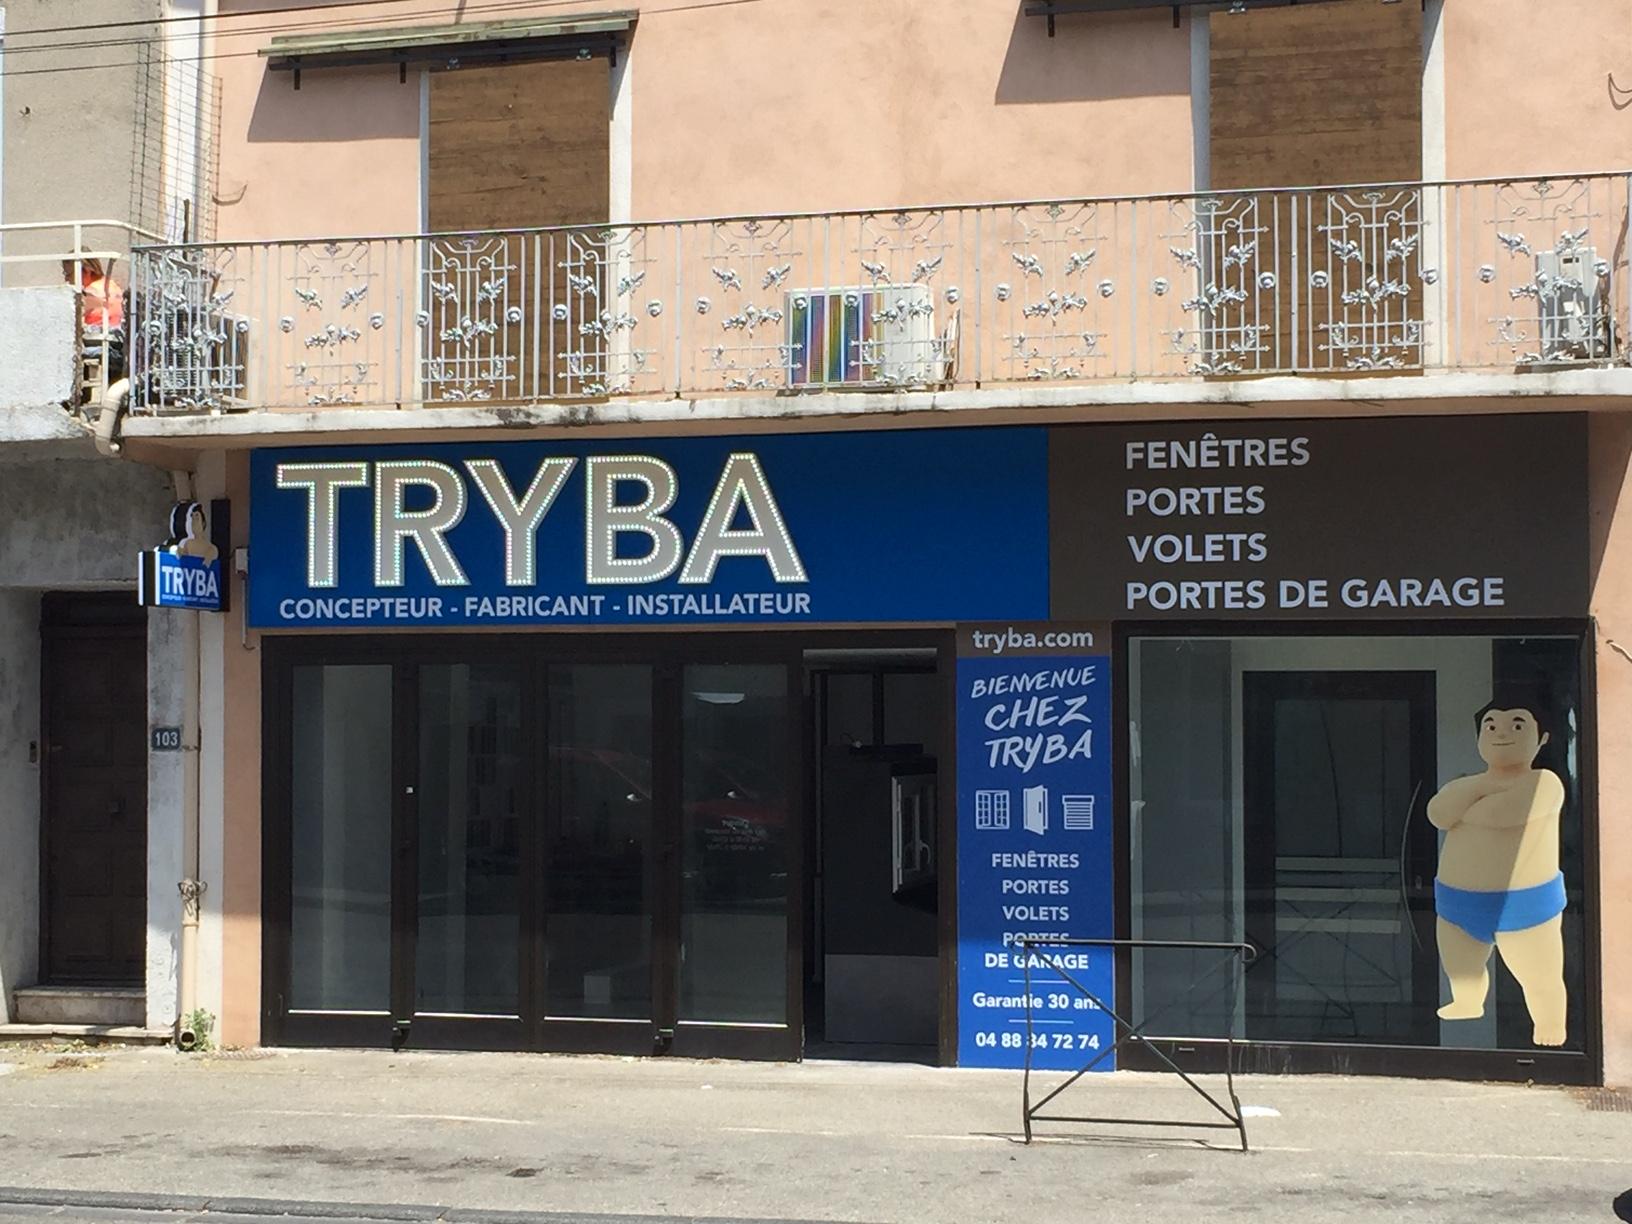 TRYBA
CONCEPTEUR - FABRICANT - INSTALLATEUR
FENÊTRES
PORTES
VOLETS
PORTES DE GARAGE
TRYBA
103
tryba.com
BIENVENUE
CHEZ
TRYBA
FENÊTRES
PORTES
VOLETS
PORTES
DE GARAGE
Garantie 30 ans
04 88 84 72 74